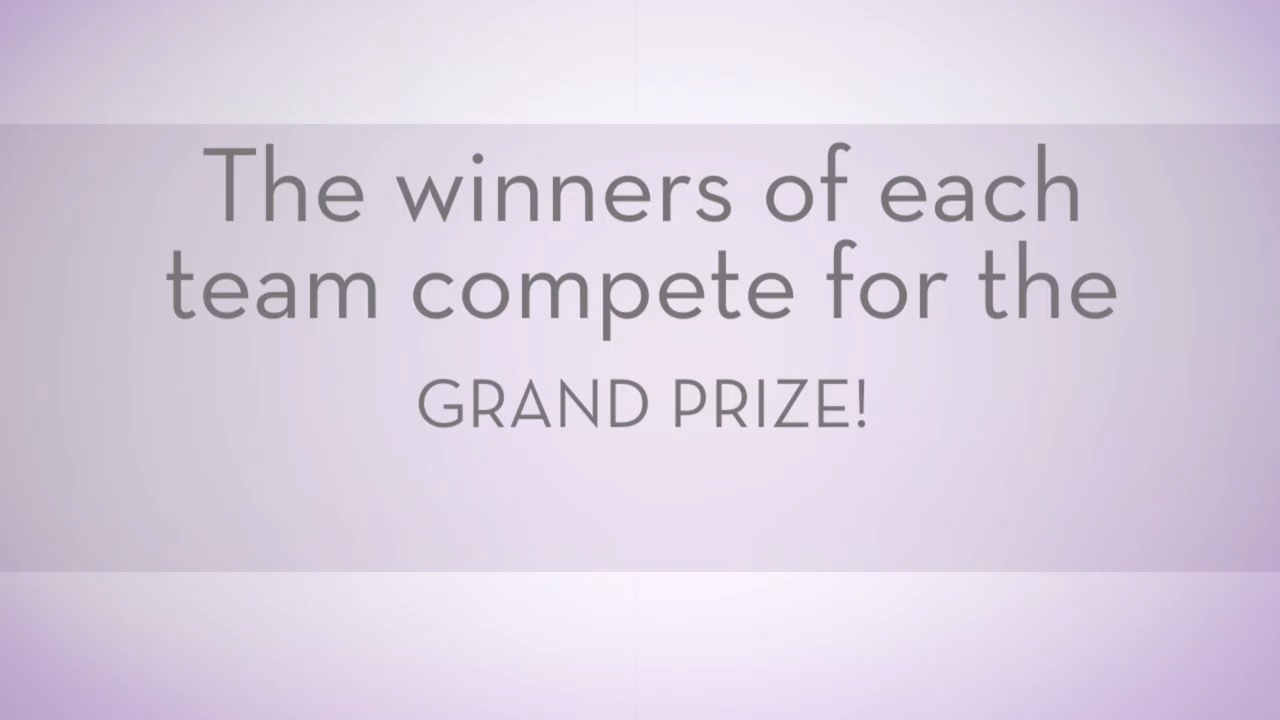 The winners of each
team compete for the
GRAND PRIZE!